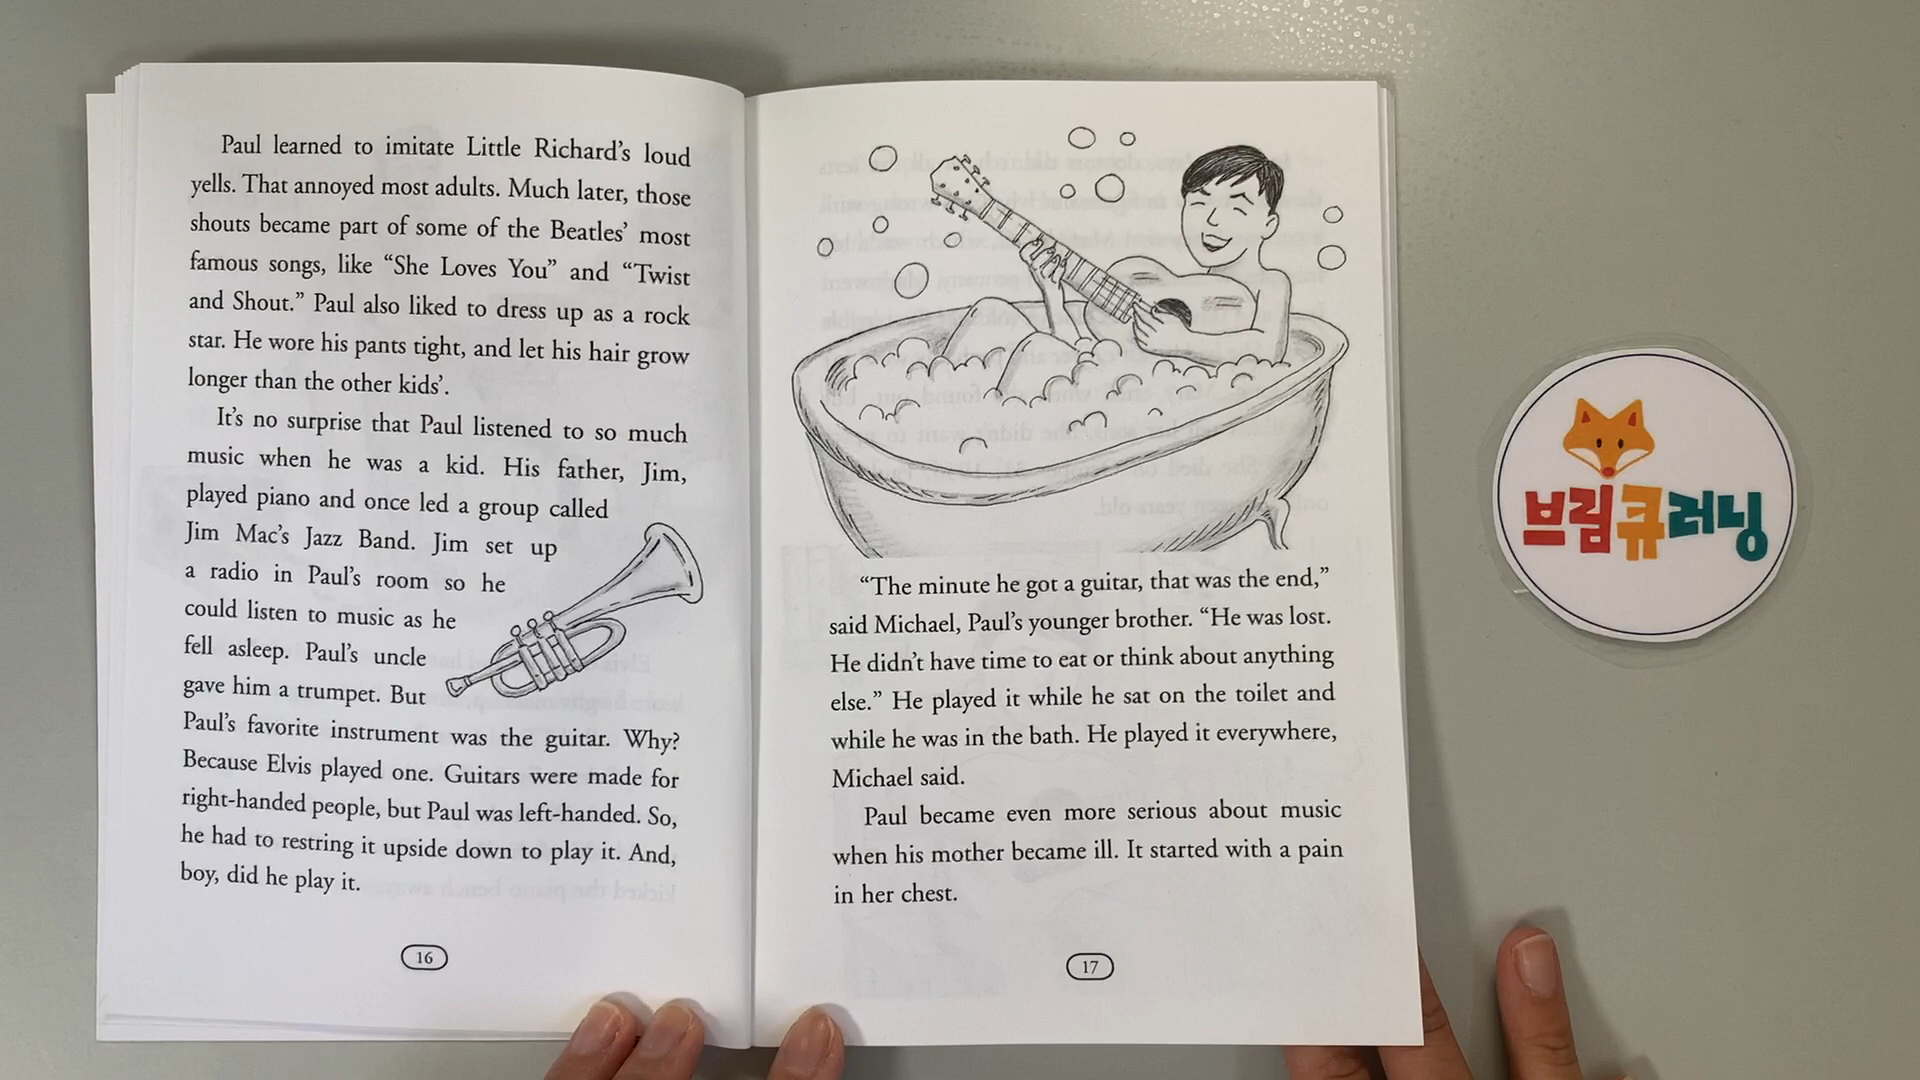 Paul learned to imitate Little Richard’s loud
yells. That annoyed most adults. Much later, those
shouts became part of some of the Beatles’ most
famous songs, like “She Loves You” and “Twist
and Shout.” Paul also liked to dress up as a rock
star. He wore his pants tight, and let his hair grow
longer than the other kids’.
It’s no surprise that Paul listened to so much
music when he was a kid. His father, Jim,
played piano and once led a group called
Jim Mac’s Jazz Band. Jim set up
a radio in Paul’s room so he
could listen to music as he
fell asleep. Paul’s uncle
gave him a trumpet. But
Paul’s favorite instrument was the guitar. Why?
Because Elvis played one. Guitars were made for
right-handed people, but Paul was left-handed. So,
he had to restring it upside down to play it. And,
boy, did he play it.
16
“The minute he got a guitar, that was the end,”
said Michael, Paul’s younger brother. “He was lost.
He didn’t have time to eat or think about anything
else.” He played it while he sat on the toilet and
while he was in the bath. He played it everywhere,
Michael said.
Paul became even more serious about music
when his mother became ill. It started with a pain
in her chest.
17
브림큐러닝